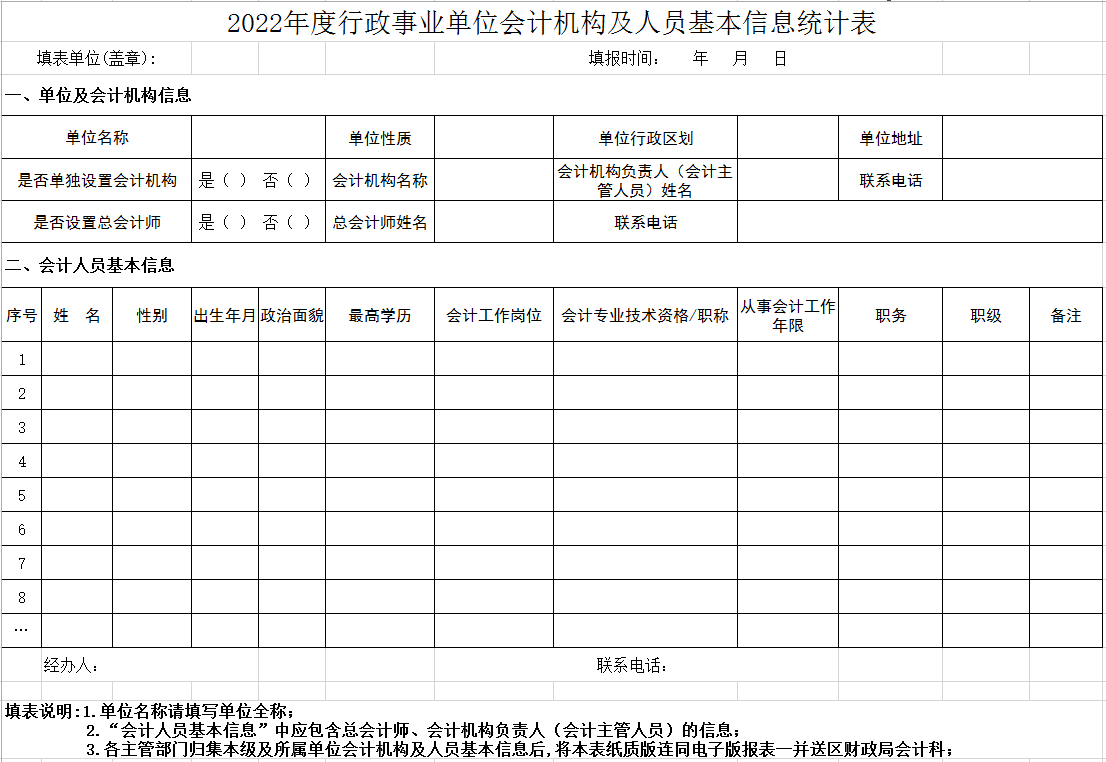 2022年度行政事业单位会计机构及人员基本信息统计表
填表单位(盖章): 填报时间: 年 月 日
一、单位及会计机构信息
单位名称 单位性质 单位行政区划 单位地址
是否单独设置会计机构 是（ ） 否（ ） 会计机构名称 会计机构负责人（会计主管人员）姓名 联系电话
是否设置总会计师 是（ ） 否（ ） 总会计师姓名 联系电话
二、会计人员基本信息
序号 姓 名 性别 出生年月 政治面貌 最高学历 会计工作岗位 会计专业技术资格/职称 从事会计工作年限 职务 职级 备注
1
2
3
4
5
6
7
8
…
经办人: 联系电话:
填表说明:1.单位名称请填写单位全称;
2.“会计人员基本信息”中应包含总会计师、会计机构负责人（会计主管人员）的信息;
3.各主管部门归集本级及所属单位会计机构及人员基本信息后,将本表纸质版连同电子版报表一并送区财政局会计科;